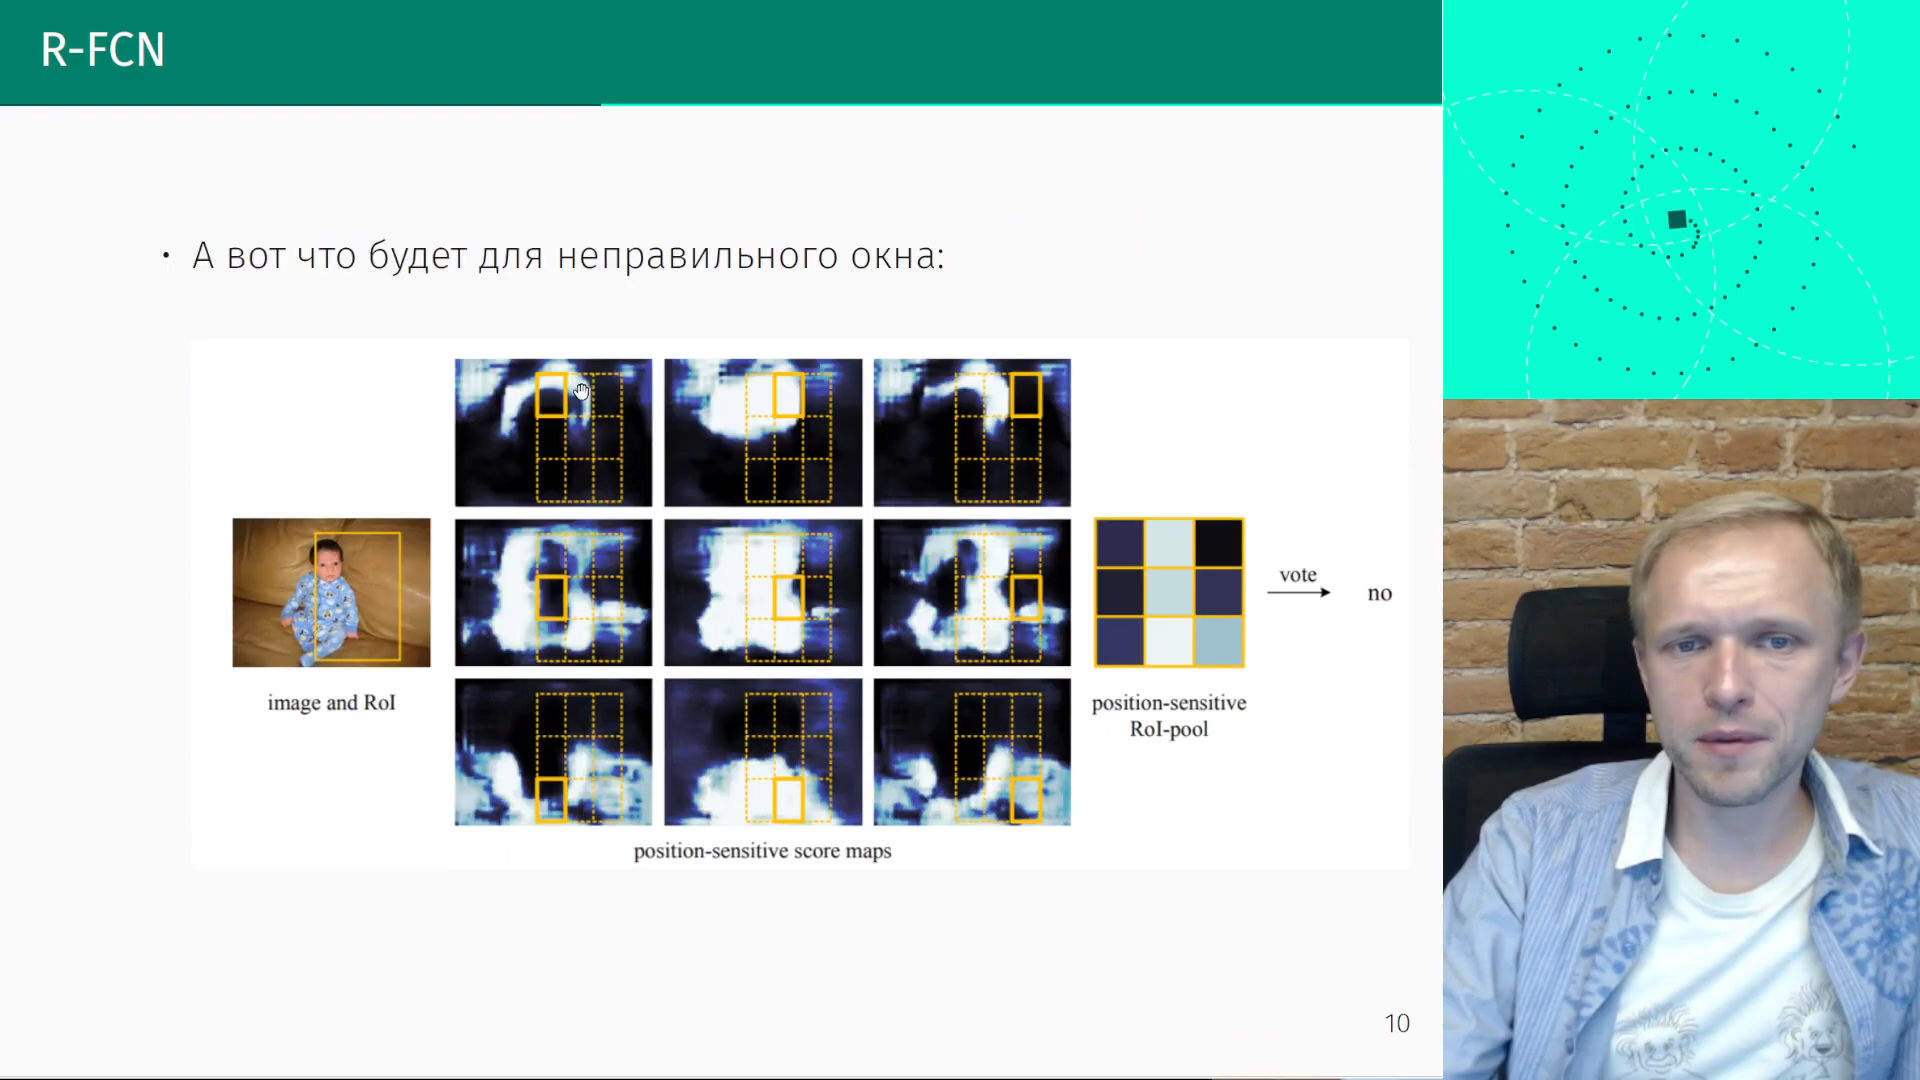 R-FCN
· А вот что будет для неправильного окна:
vote
no
image and RoI
position-sensitive
RoI-pool
position-sensitive score maps
10